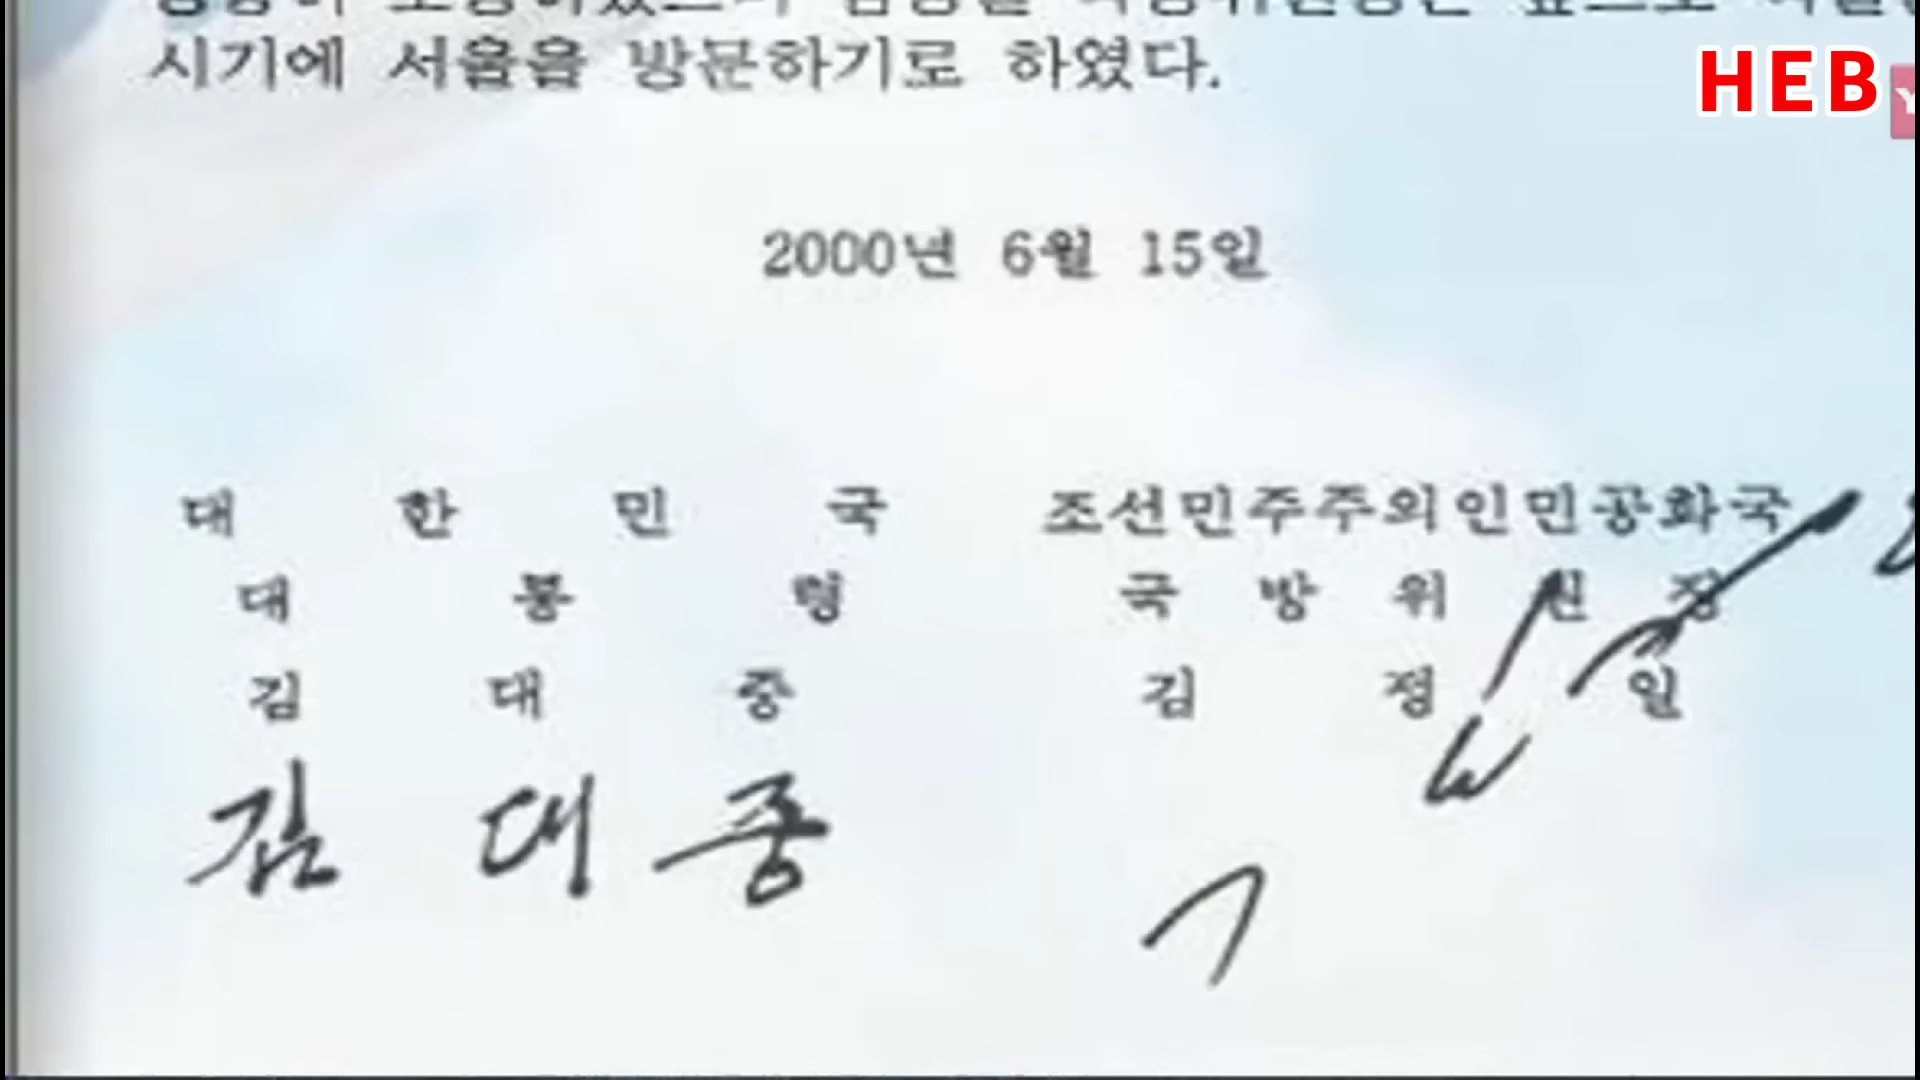 시기에 서울을 방문하기로 하였다.
HEB
2000년 6월 15일
대 한 민 국 조선민주주의인민공화국
대 통 령 국 방 위 원 장
김 대 중 김 정 일
김 대 중